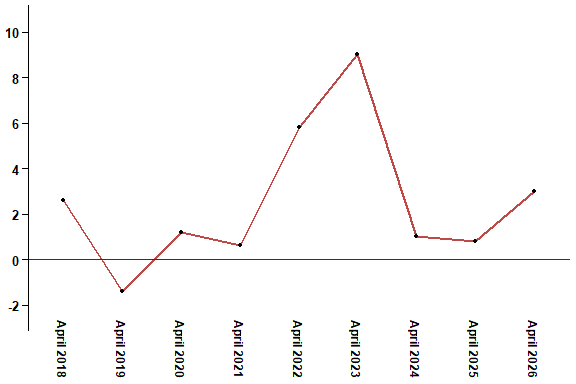 10
8
6
4
2
0
-2
April 2018
April 2019
April 2020
April 2021
April 2022
April 2023
April 2024
April 2025
April 2026